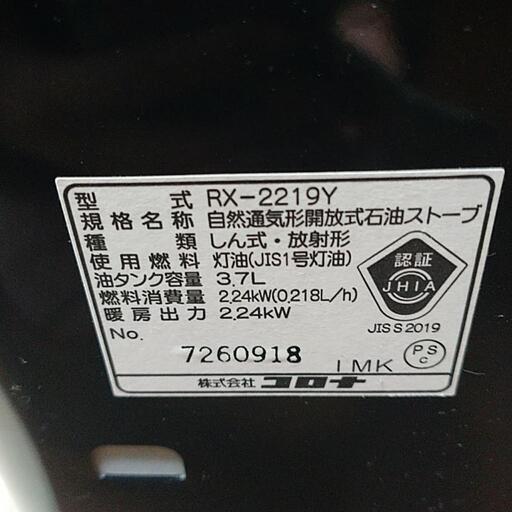 型式 RX-2219Y
規格名称 自然通気形開放式石油ストーブ
種類 しん式・放射形
使用燃料 灯油(JIS1号灯油)
油タンク容量 3.7L
燃料消費量 2.24kW(0.218L/h)
暖房出力 2.24kW
認証
JHIA
JIS S 2019
No.
7260918
1MK
PS
C
株式会社 コロナ